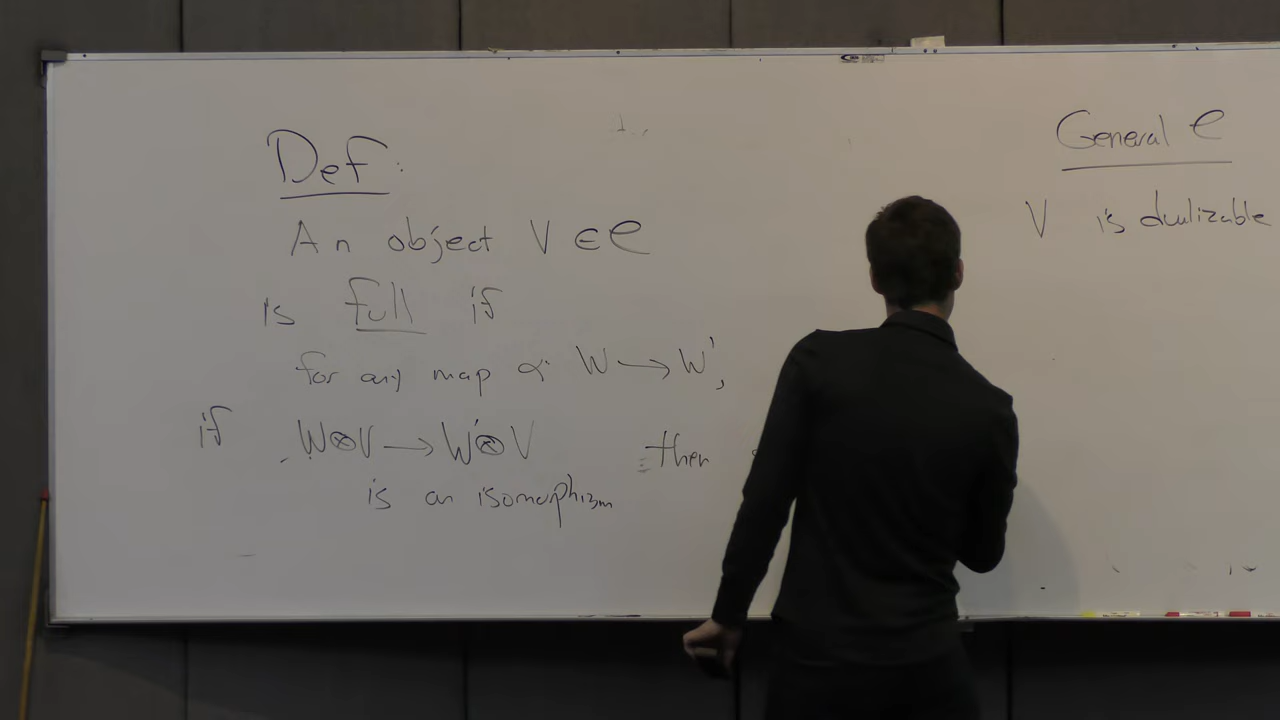 Def:
An object V ∈ C
is full if
for any map α: W → W',
if W⊗V → W'⊗V then
is an isomorphism
General C
V is dualizable